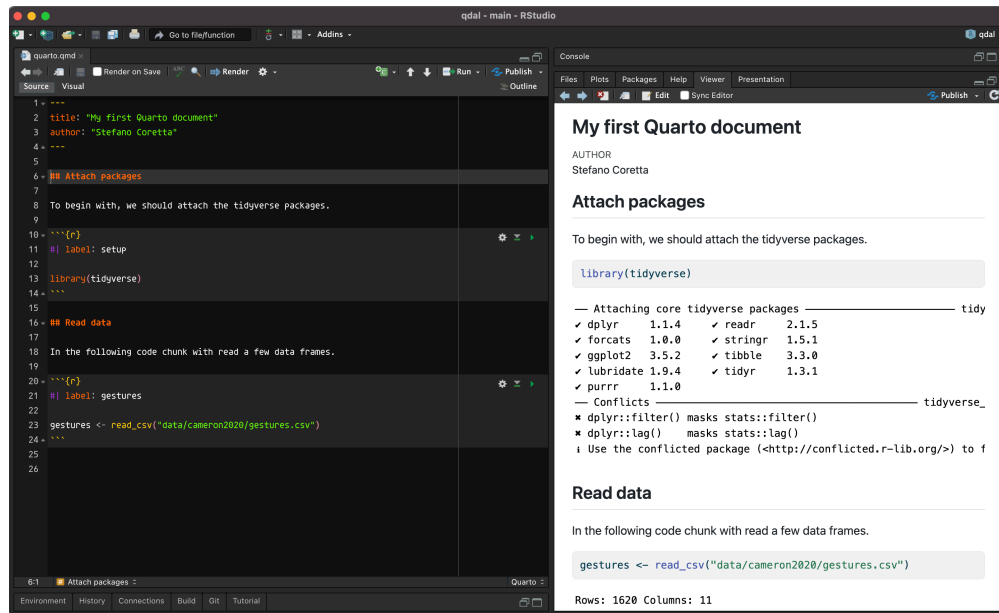 qdal - main - RStudio
Go to file/function
Addins
qdal
quarto.qmd
Render on Save
ABC
Render
Run
Publish
Source
Visual
Outline
1 ---
2 title: "My first Quarto document"
3 author: "Stefano Coretta"
4 ---
5
6 ## Attach packages
7
8 To begin with, we should attach the tidyverse packages.
9
10 ```{r}
11 #| label: setup
12
13 library(tidyverse)
14 ```
15
16 ## Read data
17
18 In the following code chunk with read a few data frames.
19
20 ```{r}
21 #| label: gestures
22
23 gestures <- read_csv("data/cameron2020/gestures.csv")
24 ```
25
26
6:1 # Attach packages
Quarto
Environment History Connections Build Git Tutorial
Console
Files Plots Packages Help Viewer Presentation
Edit Sync Editor Publish
My first Quarto document
AUTHOR
Stefano Coretta
Attach packages
To begin with, we should attach the tidyverse packages.
library(tidyverse)
── Attaching core tidyverse packages ──────────────── tidy
✔ dplyr 1.1.4 ✔ readr 2.1.5
✔ forcats 1.0.0 ✔ stringr 1.5.1
✔ ggplot2 3.5.2 ✔ tibble 3.3.0
✔ lubridate 1.9.4 ✔ tidyr 1.3.1
✔ purrr 1.1.0
── Conflicts ──────────────── tidyverse_
✖ dplyr::filter() masks stats::filter()
✖ dplyr::lag() masks stats::lag()
ℹ Use the conflicted package (<http://conflicted.r-lib.org/>) to f
Read data
In the following code chunk with read a few data frames.
gestures <- read_csv("data/cameron2020/gestures.csv")
Rows: 1620 Columns: 11